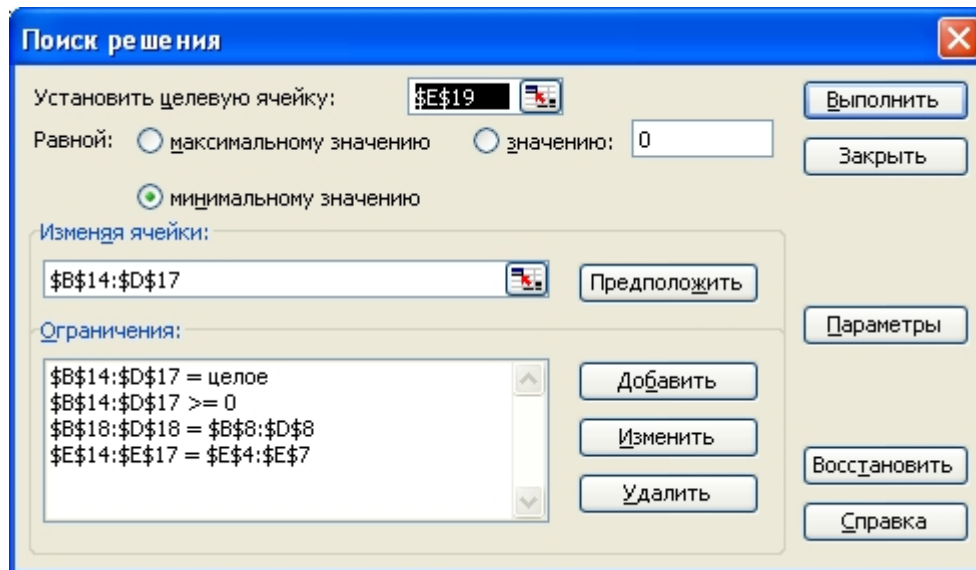 Поиск решения
Установить целевую ячейку: $E$19
Выполнить
Равной: максимальному значению значению: 0
Закрыть
минимальному значению
Изменяя ячейки:
$B$14:$D$17
Предположить
Ограничения:
Параметры
$B$14:$D$17 = целое
$B$14:$D$17 >= 0
$B$18:$D$18 = $B$8:$D$8
$E$14:$E$17 = $E$4:$E$7
Добавить
Изменить
Удалить
Восстановить
Справка